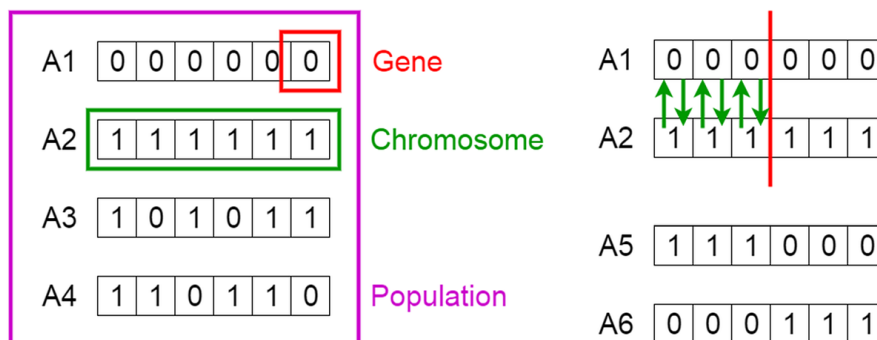 A1 0 0 0 0 0 0 Gene
A2 1 1 1 1 1 1 Chromosome
A3 1 0 1 0 1 1
A4 1 1 0 1 1 0 Population
A1 0 0 0 0 0 0
A2 1 1 1 1 1 1
A5 1 1 1 0 0 0
A6 0 0 0 1 1 1